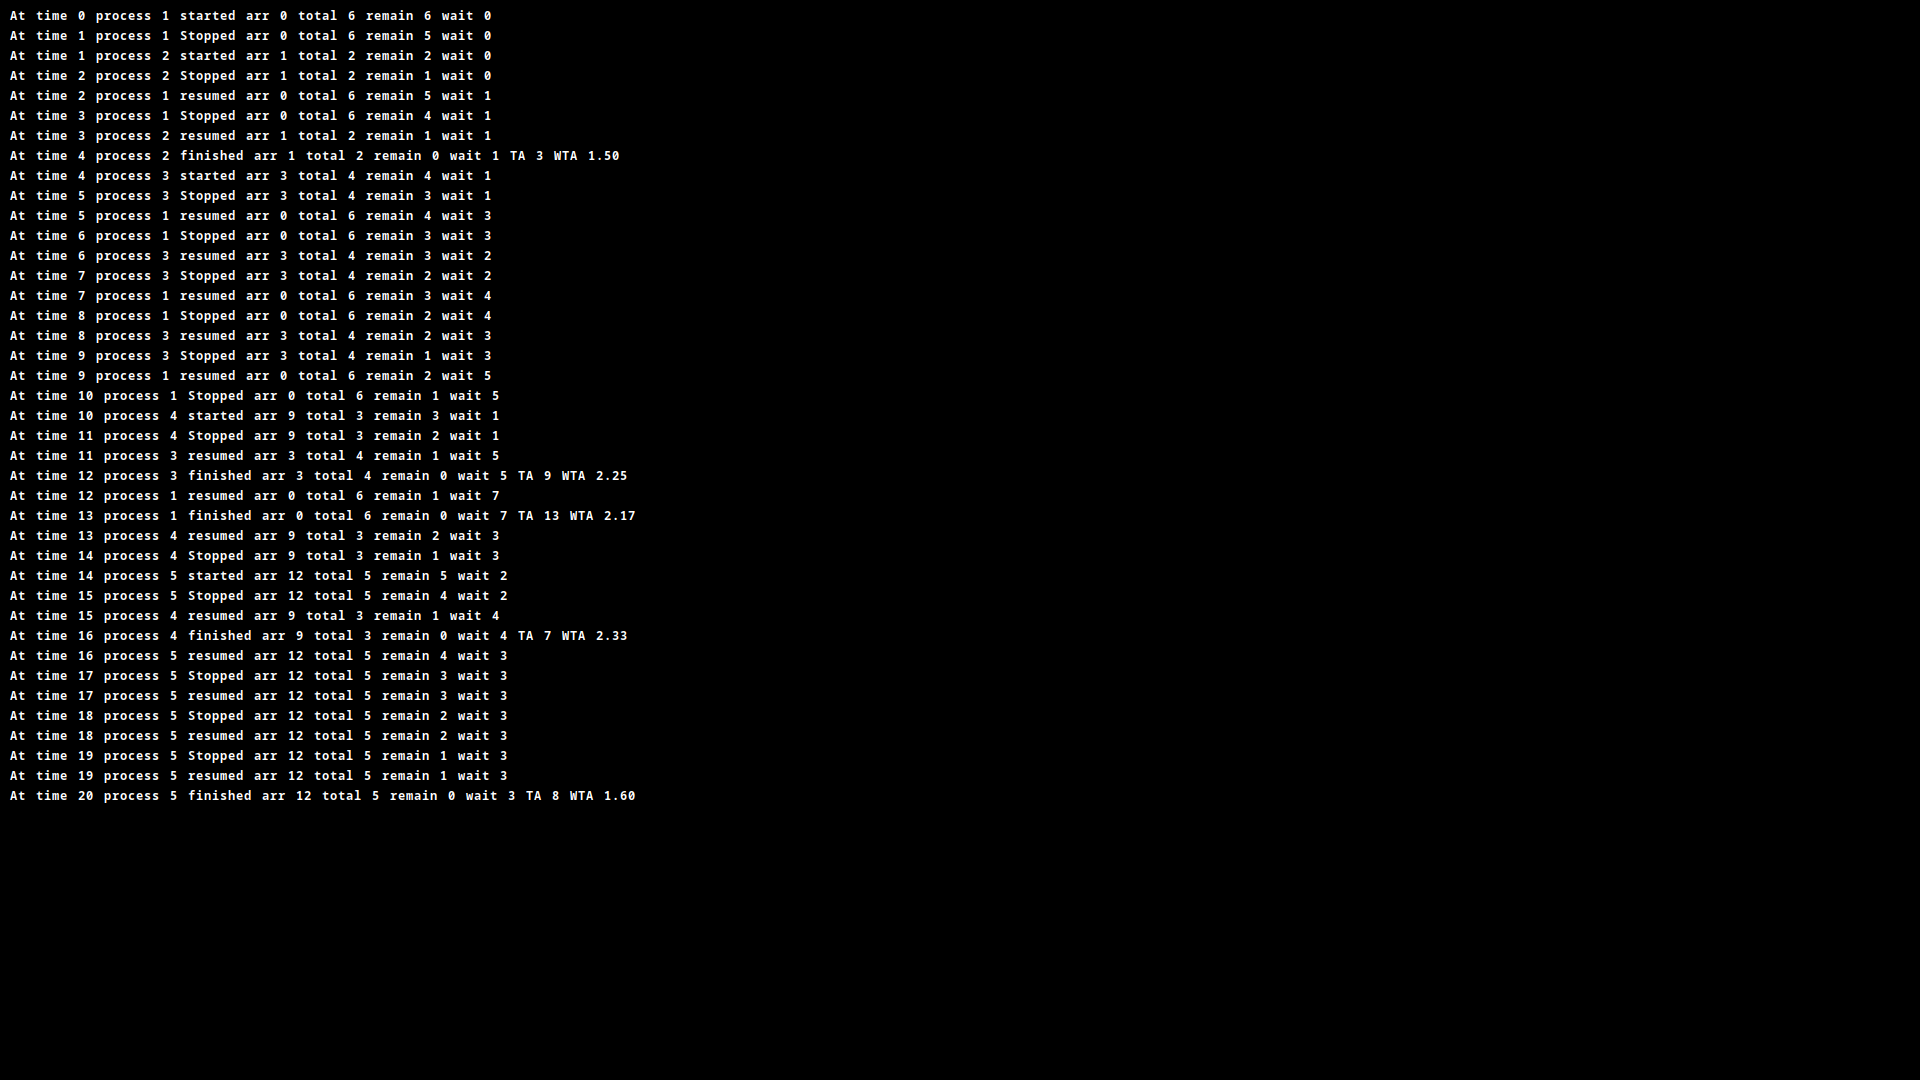 At time 0 process 1 started arr 0 total 6 remain 6 wait 0
At time 1 process 1 Stopped arr 0 total 6 remain 5 wait 0
At time 1 process 2 started arr 1 total 2 remain 2 wait 0
At time 2 process 2 Stopped arr 1 total 2 remain 1 wait 0
At time 2 process 1 resumed arr 0 total 6 remain 5 wait 1
At time 3 process 1 Stopped arr 0 total 6 remain 4 wait 1
At time 3 process 2 resumed arr 1 total 2 remain 1 wait 1
At time 4 process 2 finished arr 1 total 2 remain 0 wait 1 TA 3 WTA 1.50
At time 4 process 3 started arr 3 total 4 remain 4 wait 1
At time 5 process 3 Stopped arr 3 total 4 remain 3 wait 1
At time 5 process 1 resumed arr 0 total 6 remain 4 wait 3
At time 6 process 1 Stopped arr 0 total 6 remain 3 wait 3
At time 6 process 3 resumed arr 3 total 4 remain 3 wait 2
At time 7 process 3 Stopped arr 3 total 4 remain 2 wait 2
At time 7 process 1 resumed arr 0 total 6 remain 3 wait 4
At time 8 process 1 Stopped arr 0 total 6 remain 2 wait 4
At time 8 process 3 resumed arr 3 total 4 remain 2 wait 3
At time 9 process 3 Stopped arr 3 total 4 remain 1 wait 3
At time 9 process 1 resumed arr 0 total 6 remain 2 wait 5
At time 10 process 1 Stopped arr 0 total 6 remain 1 wait 5
At time 10 process 4 started arr 9 total 3 remain 3 wait 1
At time 11 process 4 Stopped arr 9 total 3 remain 2 wait 1
At time 11 process 3 resumed arr 3 total 4 remain 1 wait 5
At time 12 process 3 finished arr 3 total 4 remain 0 wait 5 TA 9 WTA 2.25
At time 12 process 1 resumed arr 0 total 6 remain 1 wait 7
At time 13 process 1 finished arr 0 total 6 remain 0 wait 7 TA 13 WTA 2.17
At time 13 process 4 resumed arr 9 total 3 remain 2 wait 3
At time 14 process 4 Stopped arr 9 total 3 remain 1 wait 3
At time 14 process 5 started arr 12 total 5 remain 5 wait 2
At time 15 process 5 Stopped arr 12 total 5 remain 4 wait 2
At time 15 process 4 resumed arr 9 total 3 remain 1 wait 4
At time 16 process 4 finished arr 9 total 3 remain 0 wait 4 TA 7 WTA 2.33
At time 16 process 5 resumed arr 12 total 5 remain 4 wait 3
At time 17 process 5 Stopped arr 12 total 5 remain 3 wait 3
At time 17 process 5 resumed arr 12 total 5 remain 3 wait 3
At time 18 process 5 Stopped arr 12 total 5 remain 2 wait 3
At time 18 process 5 resumed arr 12 total 5 remain 2 wait 3
At time 19 process 5 Stopped arr 12 total 5 remain 1 wait 3
At time 19 process 5 resumed arr 12 total 5 remain 1 wait 3
At time 20 process 5 finished arr 12 total 5 remain 0 wait 3 TA 8 WTA 1.60